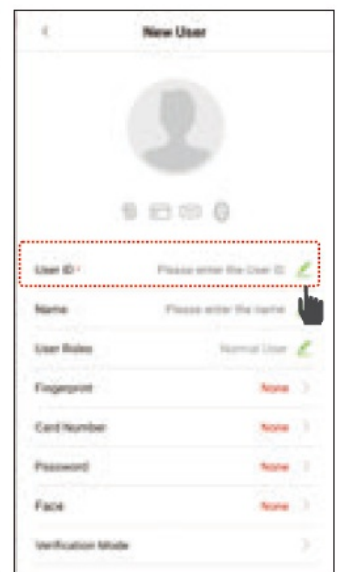 New User
User ID *
Please enter the User ID
Name
Please enter the name
User Roles
Normal User
Fingerprint
None
Card Number
None
Password
None
Face
None
Verification Mode